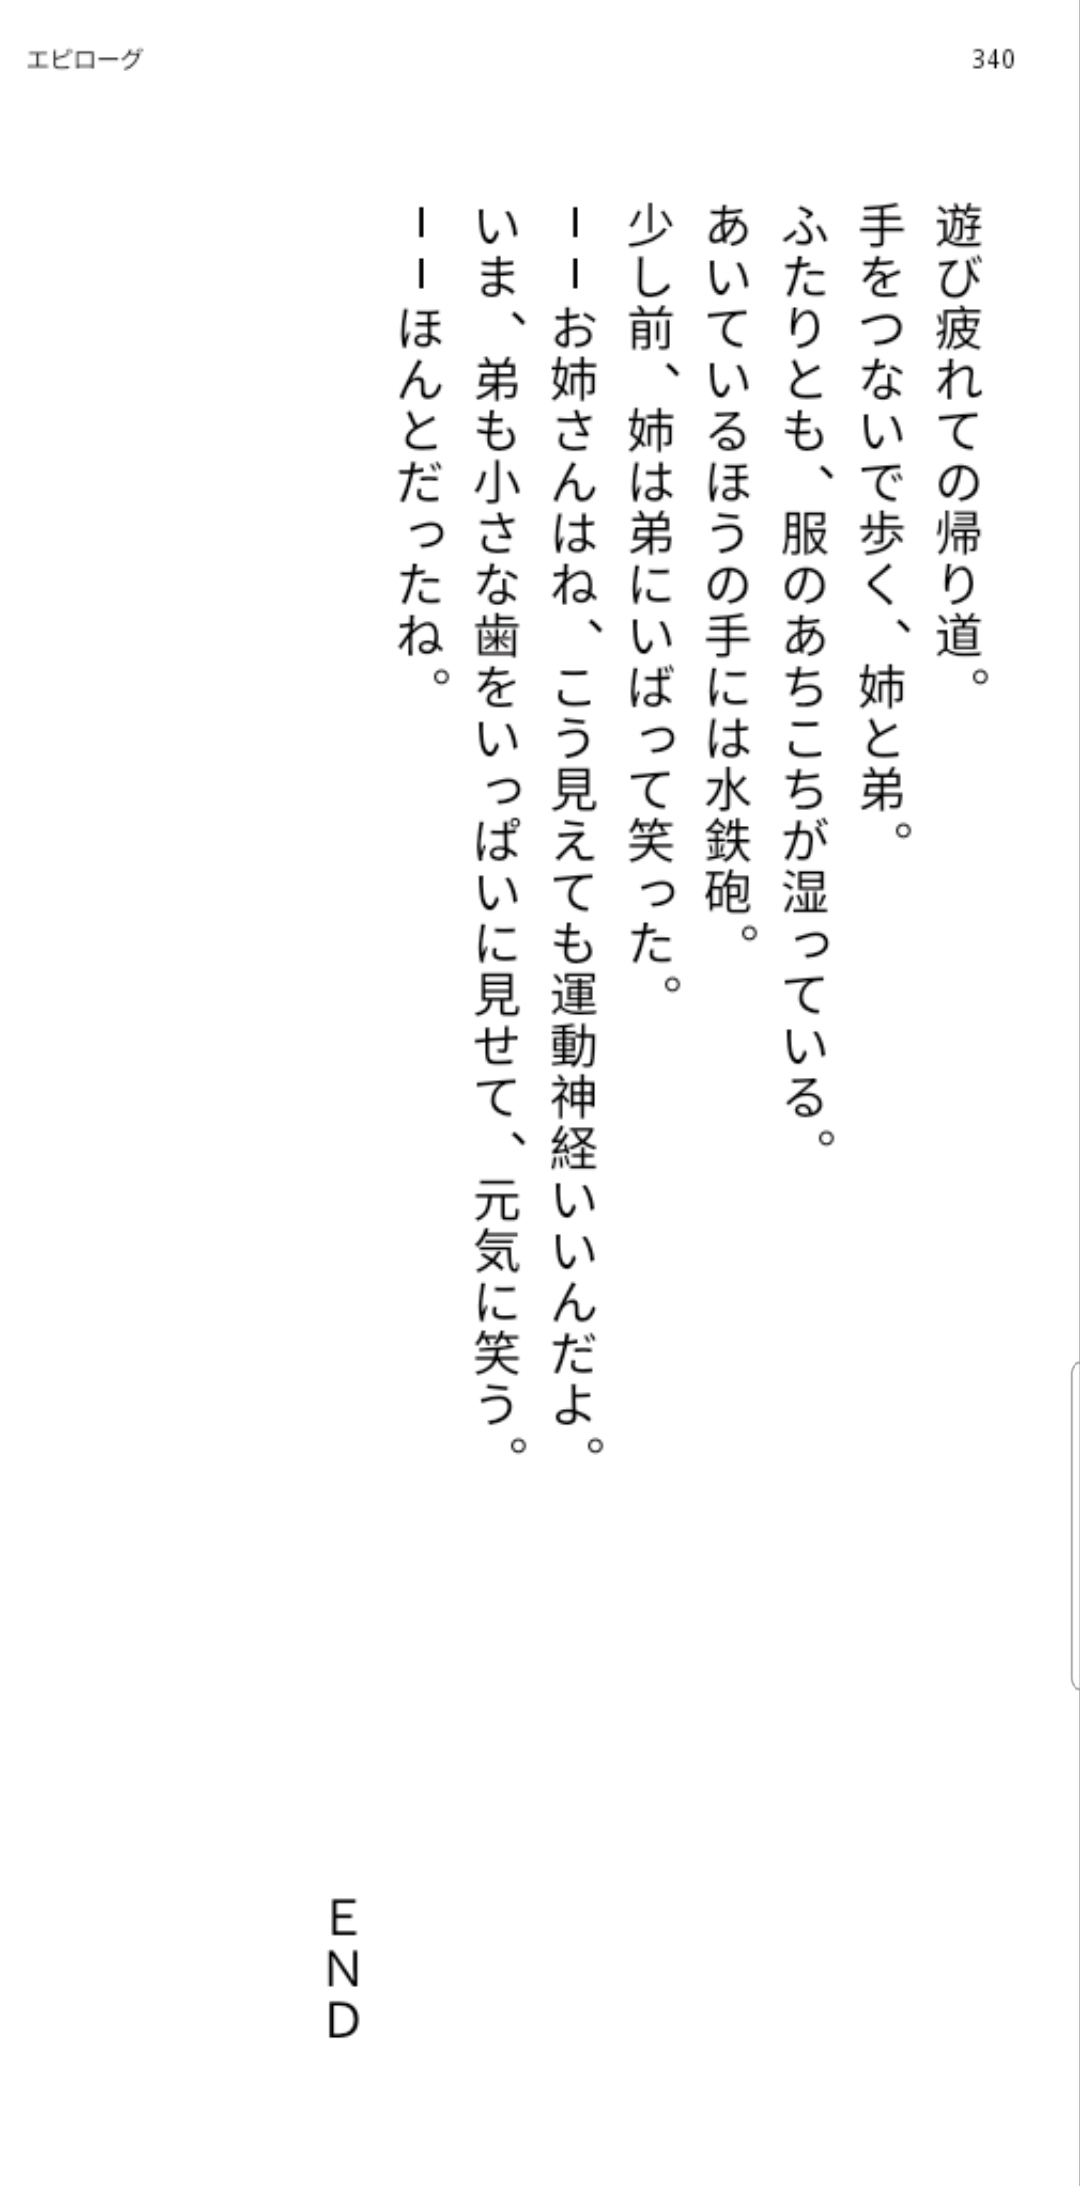 エピローグ
340
遊び疲れての帰り道。
手をつないで歩く、姉と弟。
ふたりとも、服のあちこちが湿っている。
あいているほうの手には水鉄砲。
少し前、姉は弟にいばって笑った。
――お姉さんはね、こう見えても運動神経いいんだよ。
いま、弟も小さな歯をいっぱいに見せて、元気に笑う。
――ほんとだったね。
END